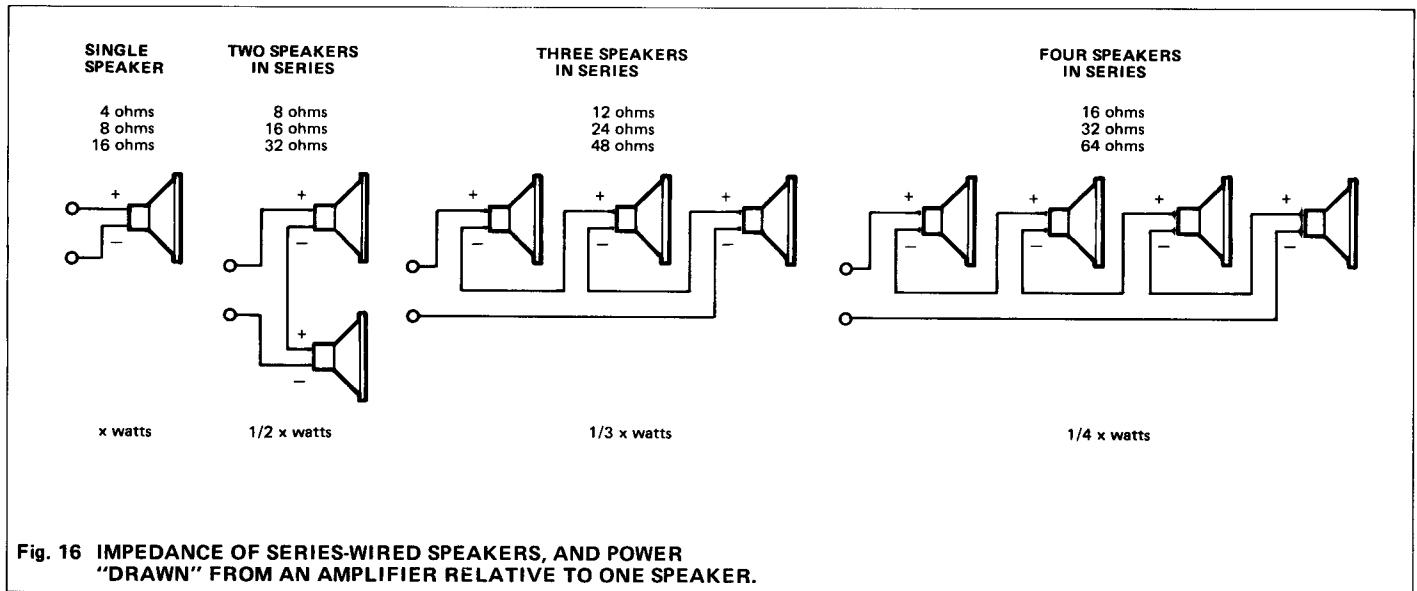 SINGLE
SPEAKER
4 ohms
8 ohms
16 ohms
+
−
x watts
TWO SPEAKERS
IN SERIES
8 ohms
16 ohms
32 ohms
+
−
+
−
1/2 x watts
THREE SPEAKERS
IN SERIES
12 ohms
24 ohms
48 ohms
+ + +
− − −
1/3 x watts
FOUR SPEAKERS
IN SERIES
16 ohms
32 ohms
64 ohms
+ + + +
− − − −
1/4 x watts
Fig. 16 IMPEDANCE OF SERIES-WIRED SPEAKERS, AND POWER
"DRAWN" FROM AN AMPLIFIER RELATIVE TO ONE SPEAKER.